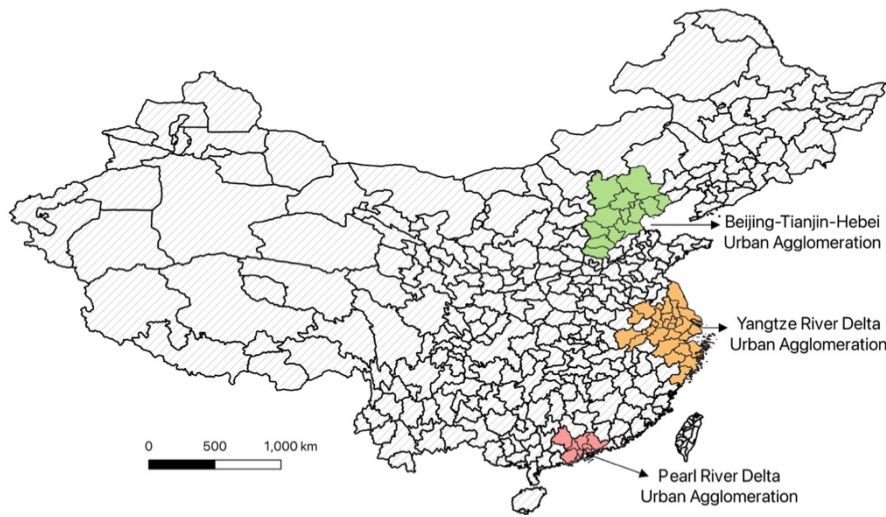 Beijing-Tianjin-Hebei
Urban Agglomeration
Yangtze River Delta
Urban Agglomeration
0 500 1,000 km
Pearl River Delta
Urban Agglomeration